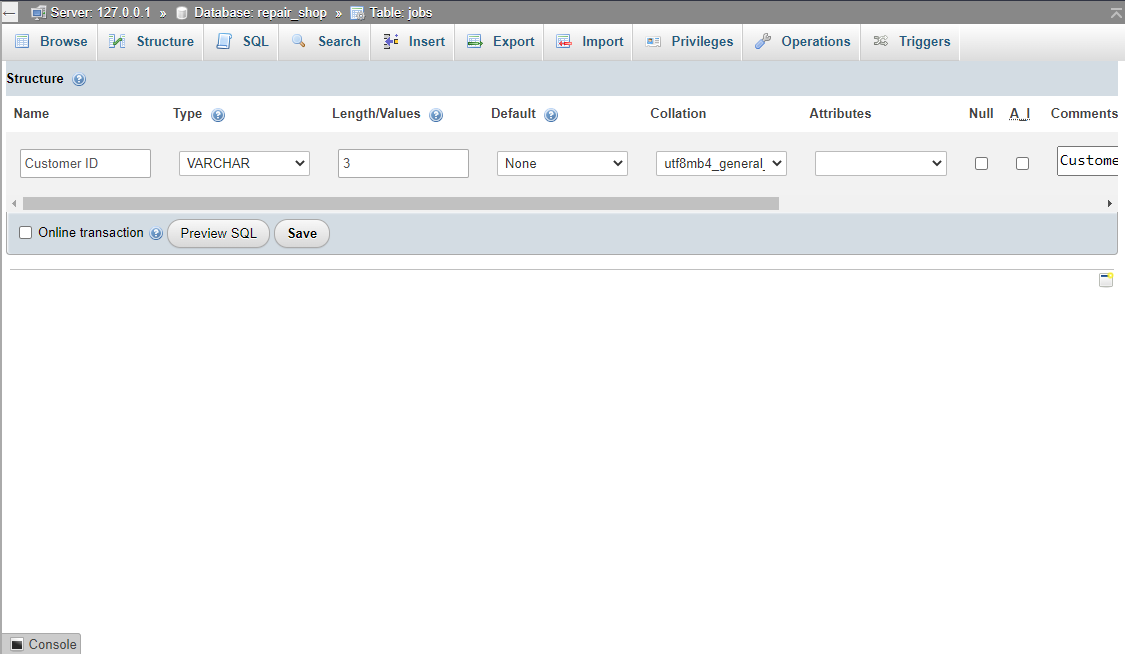 Server: 127.0.0.1 » Database: repair_shop » Table: jobs
Browse Structure SQL Search Insert Export Import Privileges Operations Triggers
Structure
Name Type Length/Values Default Collation Attributes Null A_I Comments
Customer ID VARCHAR 3 None utf8mb4_general_ Custome
Online transaction Preview SQL Save
Console